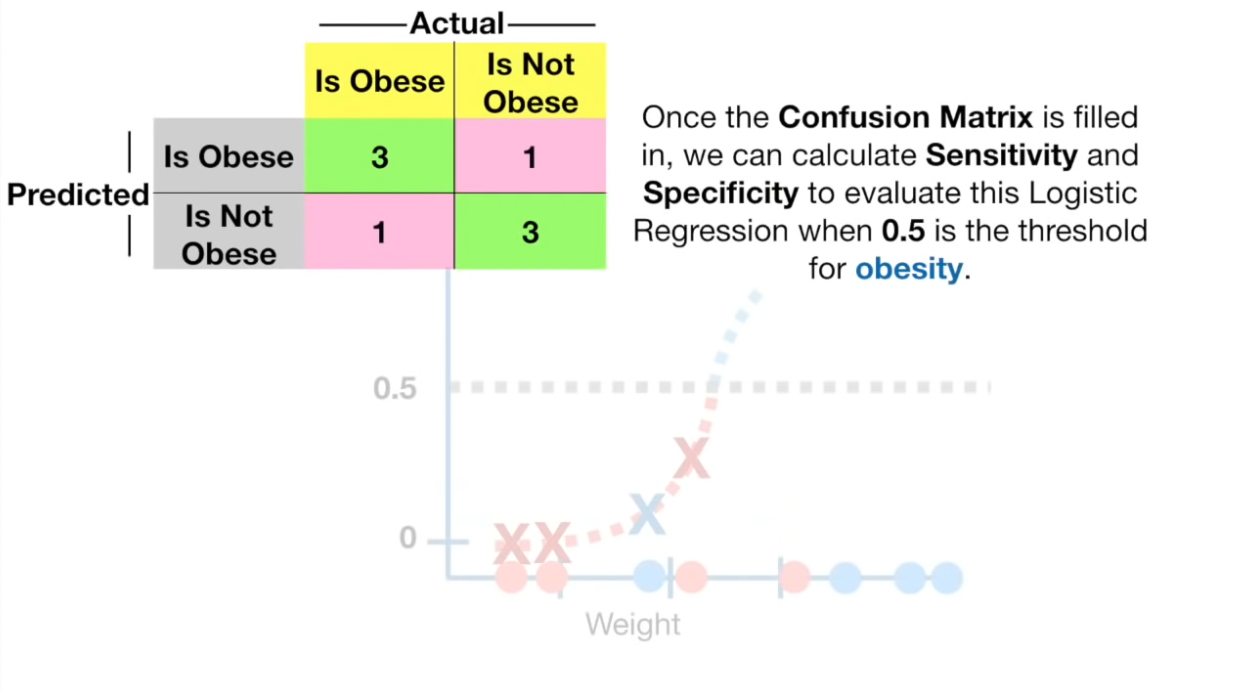 Actual
Is Obese
Is Not
Obese
Predicted
Is Obese
3
1
Is Not
Obese
1
3
Once the Confusion Matrix is filled
in, we can calculate Sensitivity and
Specificity to evaluate this Logistic
Regression when 0.5 is the threshold
for obesity.
0.5
X
X
0
XX
Weight